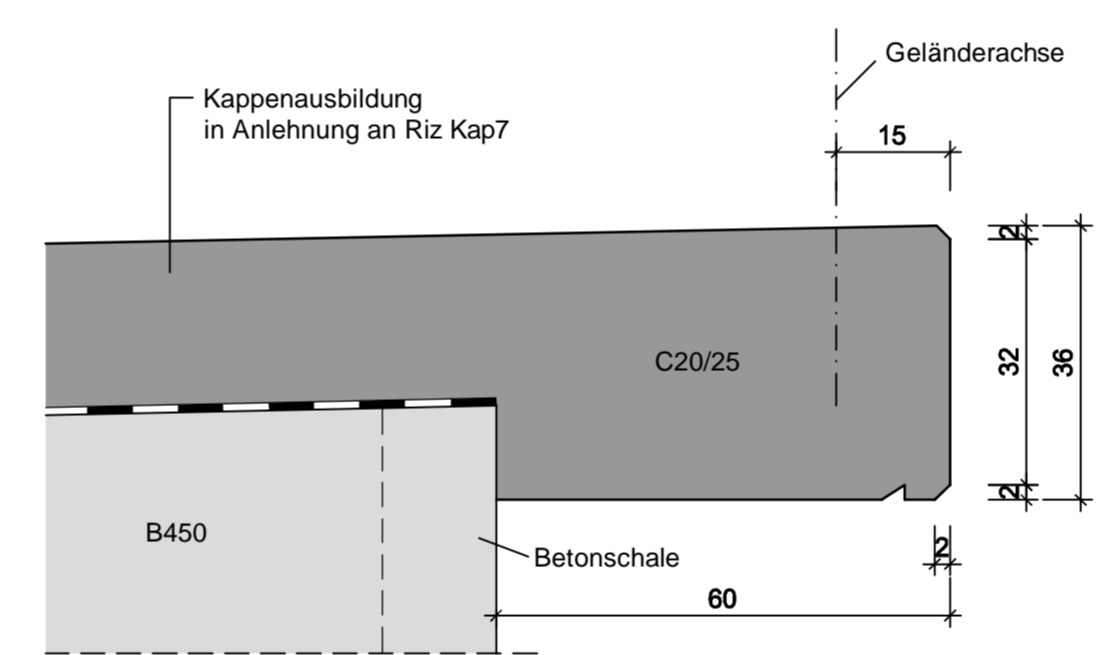 Geländerachse
Kappenausbildung
in Anlehnung an Riz Kap7
15
2
32
36
C20/25
2
B450
Betonschale
2
60